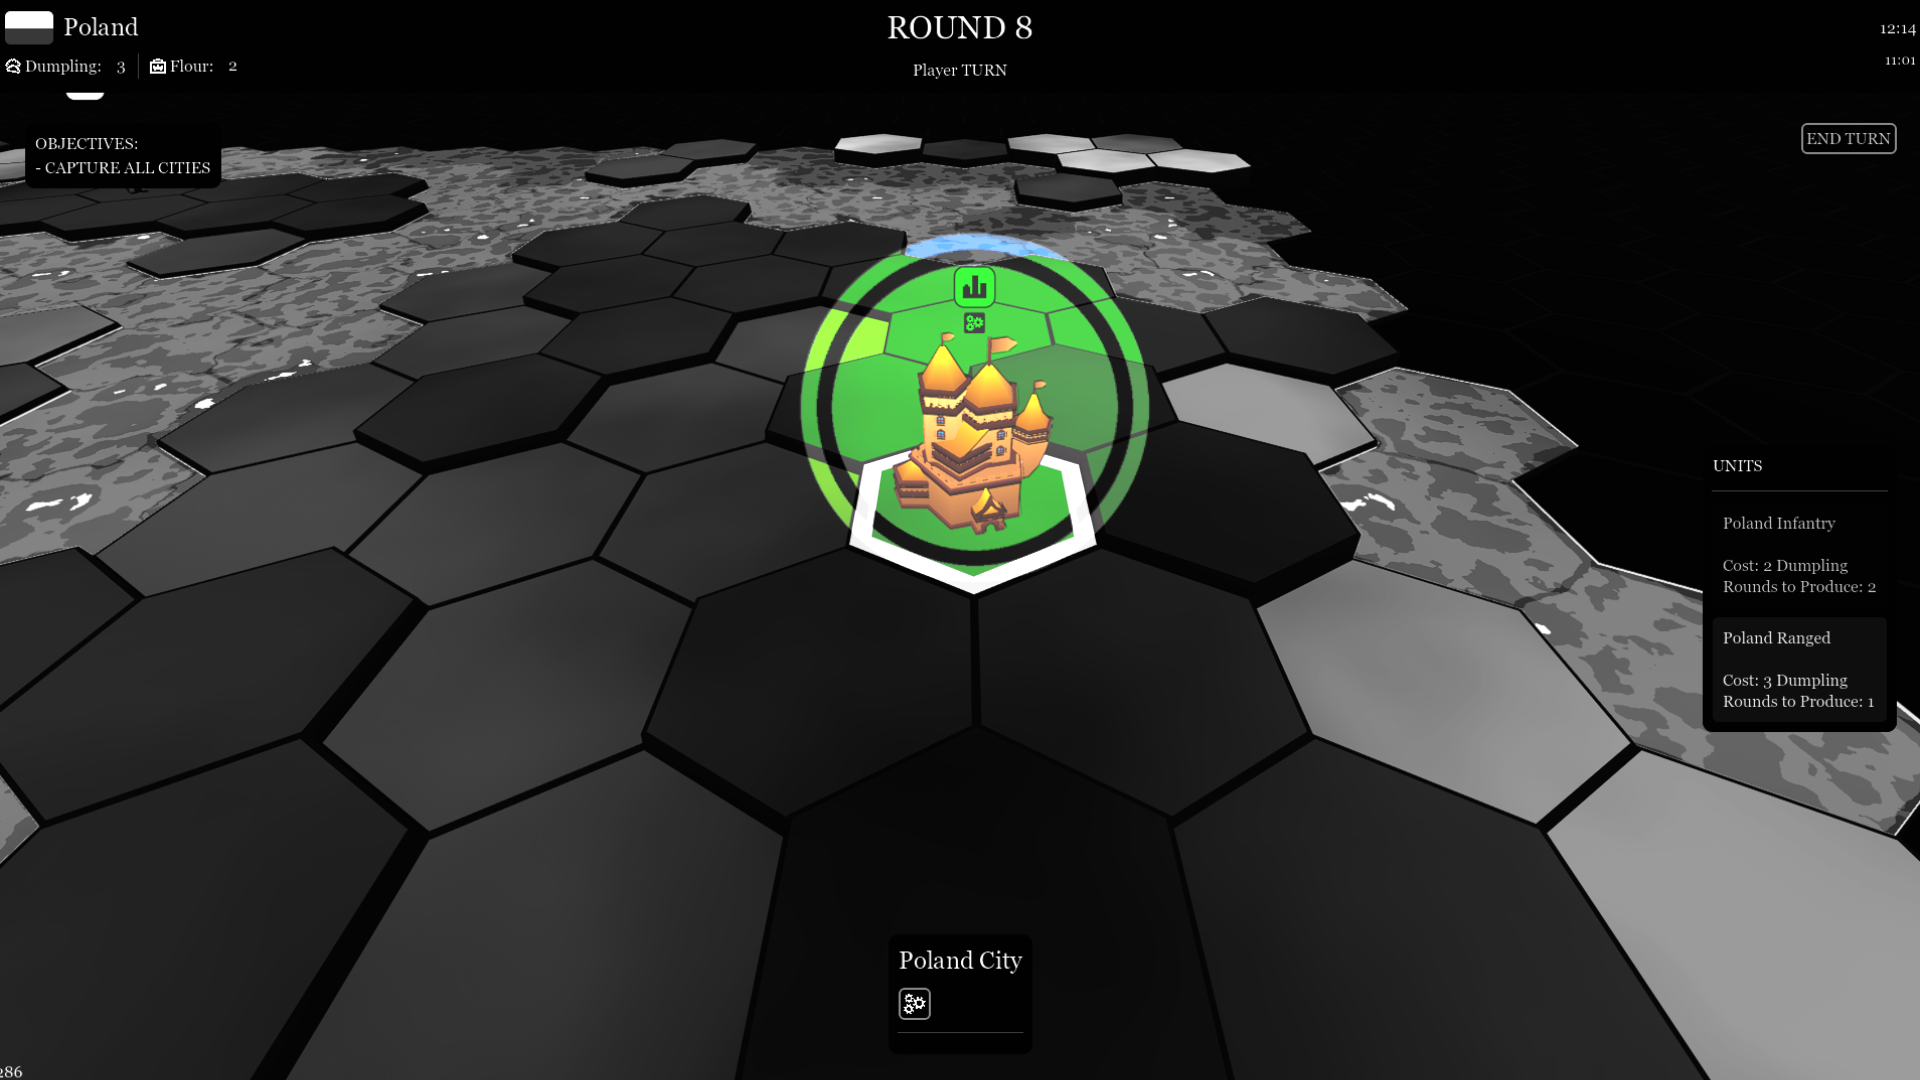 Poland
Dumpling: 3
Flour: 2
ROUND 8
Player TURN
12:14
11:01
OBJECTIVES:
- CAPTURE ALL CITIES
END TURN
UNITS
Poland Infantry
Cost: 2 Dumpling
Rounds to Produce: 2
Poland Ranged
Cost: 3 Dumpling
Rounds to Produce: 1
Poland City
286